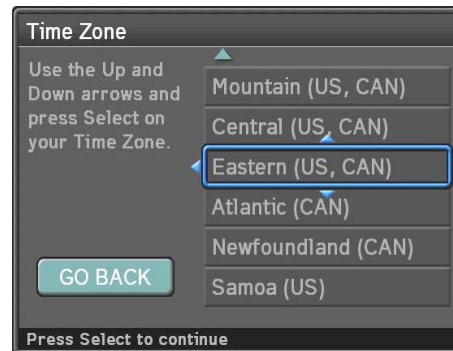 Time Zone
Use the Up and
Down arrows and
press Select on
your Time Zone.
Mountain (US, CAN)
Central (US, CAN)
Eastern (US, CAN)
Atlantic (CAN)
Newfoundland (CAN)
Samoa (US)
GO BACK
Press Select to continue